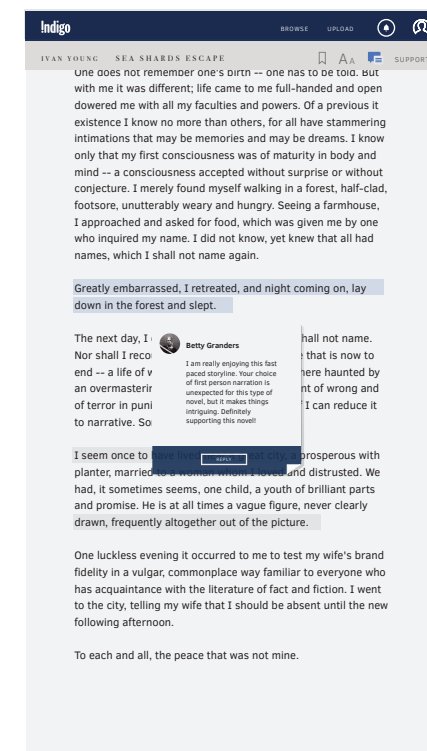 !ndigo
BROWSE UPLOAD
IVAN YOUNG SEA SHARDS ESCAPE AA SUPPORT
One does not remember one's birth -- one has to be told. But
with me it was different; life came to me full-handed and open
dowered me with all my faculties and powers. Of a previous it
existence I know no more than others, for all have stammering
intimations that may be memories and may be dreams. I know
only that my first consciousness was of maturity in body and
mind -- a consciousness accepted without surprise or without
conjecture. I merely found myself walking in a forest, half-clad,
footsore, unutterably weary and hungry. Seeing a farmhouse,
I approached and asked for food, which was given me by one
who inquired my name. I did not know, yet knew that all had
names, which I shall not name again.
Greatly embarrassed, I retreated, and night coming on, lay
down in the forest and slept.
The next day, I hall not name.
Nor shall I that is now to
end -- a life of here haunted by
an of wrong and
of terror in I can reduce it
to narrative.
Betty Granders
I am really enjoying this fast
paced storyline. Your choice
of first person narration is
unexpected for this type of
novel, but it makes things
intriguing. Definitely
supporting this novel!
REPLY
I seem once to have lived great city, a prosperous with
planter, married to a woman whom I loved and distrusted. We
had, it sometimes seems, one child, a youth of brilliant parts
and promise. He is at all times a vague figure, never clearly
drawn, frequently altogether out of the picture.
One luckless evening it occurred to me to test my wife's brand
fidelity in a vulgar, commonplace way familiar to everyone who
has acquaintance with the literature of fact and fiction. I went
to the city, telling my wife that I should be absent until the new
following afternoon.
To each and all, the peace that was not mine.